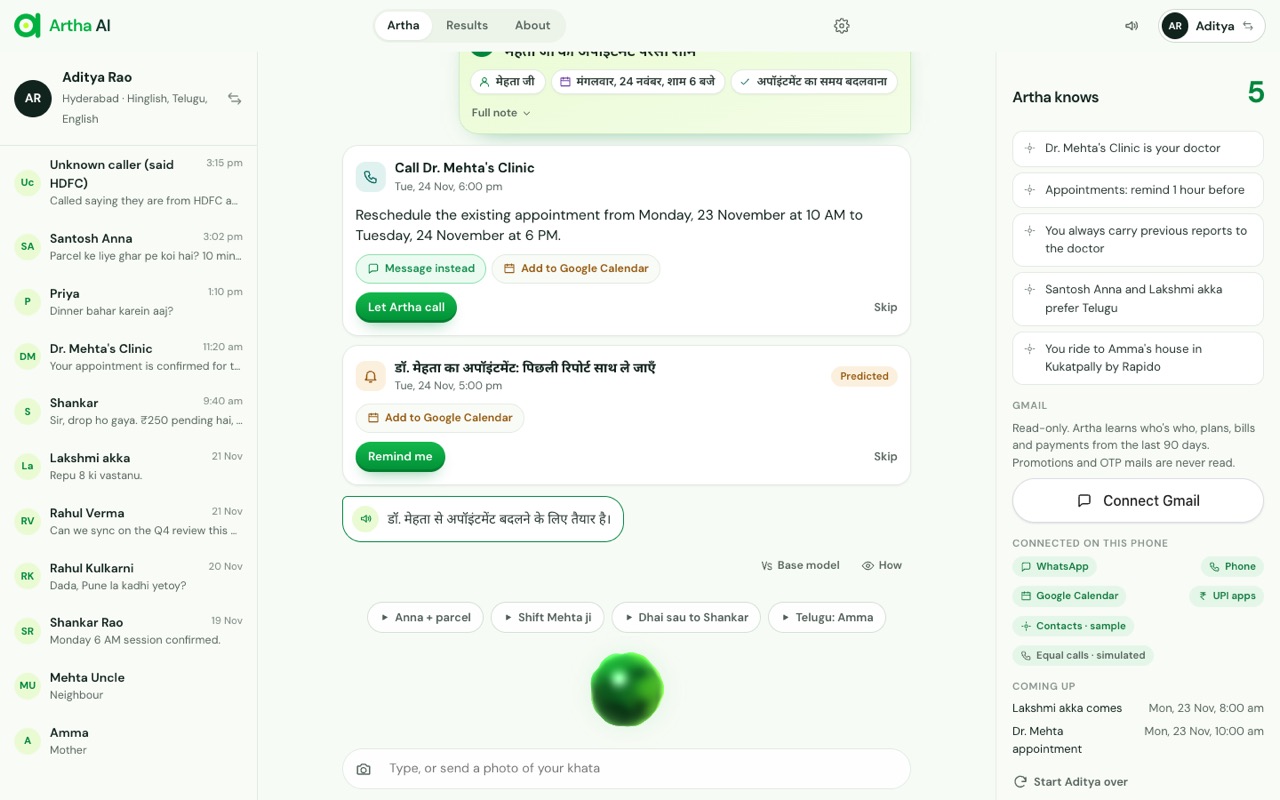 Artha AI
Artha
Results
About
AR
Aditya
AR
Aditya Rao
Hyderabad · Hinglish, Telugu,
English
Uc
Unknown caller (said
HDFC)
3:15 pm
Called saying they are from HDFC a…
SA
Santosh Anna
3:02 pm
Parcel ke liye ghar pe koi hai? 10 min…
P
Priya
1:10 pm
Dinner bahar karein aaj?
DM
Dr. Mehta's Clinic
11:20 am
Your appointment is confirmed for t…
S
Shankar
9:40 am
Sir, drop ho gaya. ₹250 pending hai, …
La
Lakshmi akka
21 Nov
Repu 8 ki vastanu.
RV
Rahul Verma
21 Nov
Can we sync on the Q4 review this …
RK
Rahul Kulkarni
20 Nov
Dada, Pune la kadhi yetoy?
SR
Shankar Rao
19 Nov
Monday 6 AM session confirmed.
MU
Mehta Uncle
Neighbour
A
Amma
Mother
मेहता जी का अपॉइंटमेंट परसों शाम
मेहता जी
मंगलवार, 24 नवंबर, शाम 6 बजे
अपॉइंटमेंट का समय बदलवाना
Full note
Call Dr. Mehta's Clinic
Tue, 24 Nov, 6:00 pm
Reschedule the existing appointment from Monday, 23 November at 10 AM to
Tuesday, 24 November at 6 PM.
Message instead
Add to Google Calendar
Let Artha call
Skip
डॉ. मेहता का अपॉइंटमेंट: पिछली रिपोर्ट साथ ले जाएँ
Tue, 24 Nov, 5:00 pm
Predicted
Add to Google Calendar
Remind me
Skip
डॉ. मेहता से अपॉइंटमेंट बदलने के लिए तैयार है।
Vs Base model
How
Anna + parcel
Shift Mehta ji
Dhai sau to Shankar
Telugu: Amma
Type, or send a photo of your khata
Artha knows
5
Dr. Mehta's Clinic is your doctor
Appointments: remind 1 hour before
You always carry previous reports to
the doctor
Santosh Anna and Lakshmi akka
prefer Telugu
You ride to Amma's house in
Kukatpally by Rapido
GMAIL
Read-only. Artha learns who's who, plans, bills
and payments from the last 90 days.
Promotions and OTP mails are never read.
Connect Gmail
CONNECTED ON THIS PHONE
WhatsApp
Phone
Google Calendar
₹ UPI apps
Contacts · sample
Equal calls · simulated
COMING UP
Lakshmi akka comes
Mon, 23 Nov, 8:00 am
Dr. Mehta
appointment
Mon, 23 Nov, 10:00 am
Start Aditya over